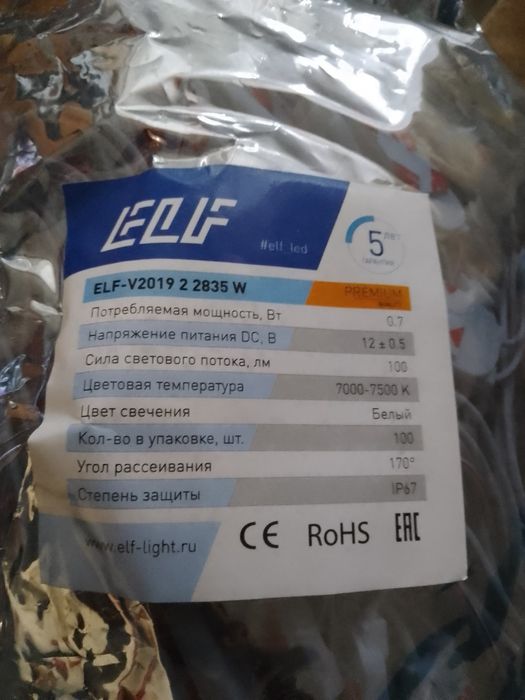 ELF
#elf_led
5 лет
ГАРАНТИЯ
ELF-V2019 2 2835 W PREMIUM
Потребляемая мощность, Вт 0.7
Напряжение питания DC, В 12 ± 0.5
Сила светового потока, лм 100
Цветовая температура 7000-7500 K
Цвет свечения Белый
Кол-во в упаковке, шт. 100
Угол рассеивания 170°
Степень защиты IP67
www.elf-light.ru CE RoHS EAC